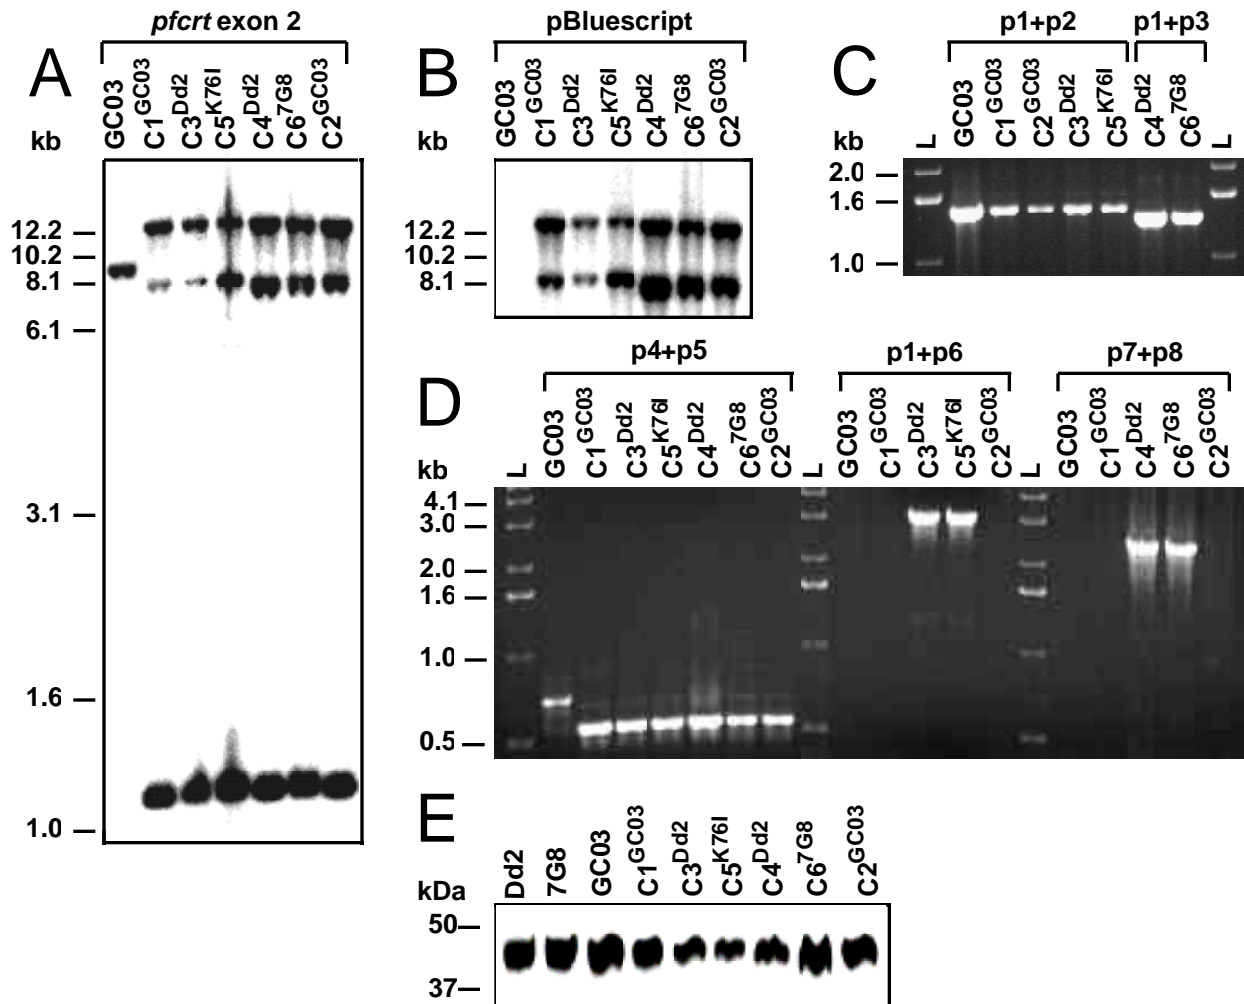 A
pfcrt exon 2
kb
GC03
C1GC03
C3Dd2
C5K76I
C4Dd2
C67G8
C2GC03
12.2
10.2
8.1
6.1
3.1
1.6
1.0
B
pBluescript
kb
GC03
C1GC03
C3Dd2
C5K76I
C4Dd2
C67G8
C2GC03
12.2
10.2
8.1
C
p1+p2
p1+p3
kb
L
GC03
C1GC03
C2GC03
C3Dd2
C5K76I
C4Dd2
C67G8
L
2.0
1.6
1.0
D
p4+p5
p1+p6
p7+p8
kb
L
GC03
C1GC03
C3Dd2
C5K76I
C4Dd2
C67G8
C2GC03
L
GC03
C1GC03
C3Dd2
C5K76I
C2GC03
L
GC03
C1GC03
C4Dd2
C67G8
C2GC03
4.1
3.0
2.0
1.6
1.0
0.5
E
kDa
Dd2
7G8
GC03
C1GC03
C3Dd2
C5K76I
C4Dd2
C67G8
C2GC03
50
37